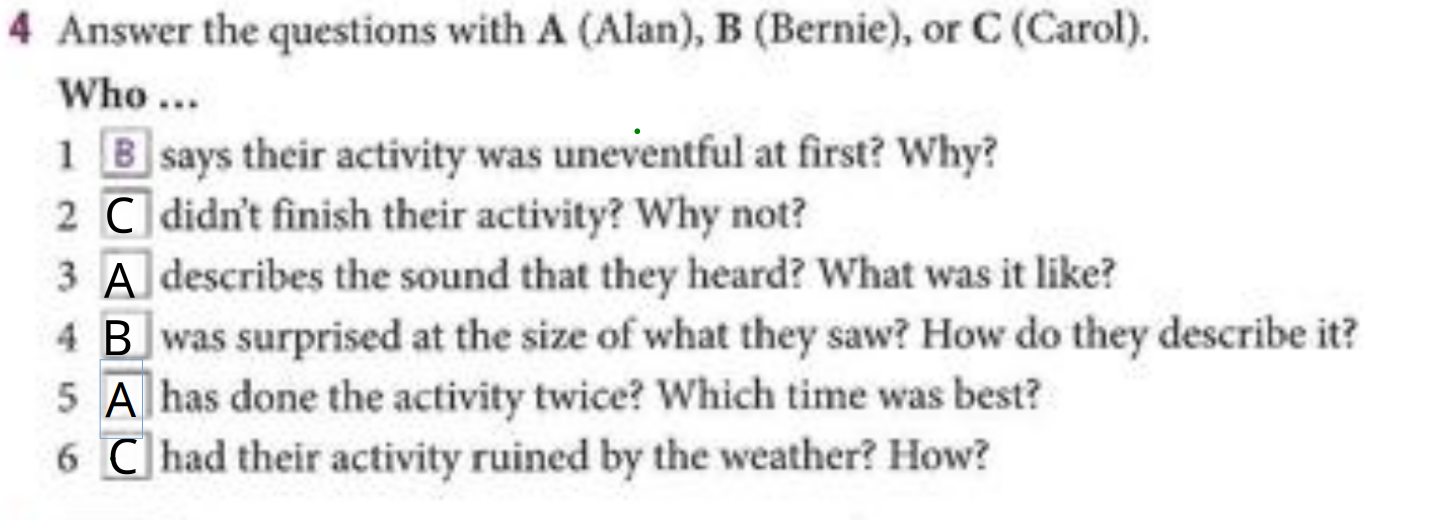 4 Answer the questions with A (Alan), B (Bernie), or C (Carol).
Who ...
1 B says their activity was uneventful at first? Why?
2 C didn't finish their activity? Why not?
3 A describes the sound that they heard? What was it like?
4 B was surprised at the size of what they saw? How do they describe it?
5 A has done the activity twice? Which time was best?
6 C had their activity ruined by the weather? How?